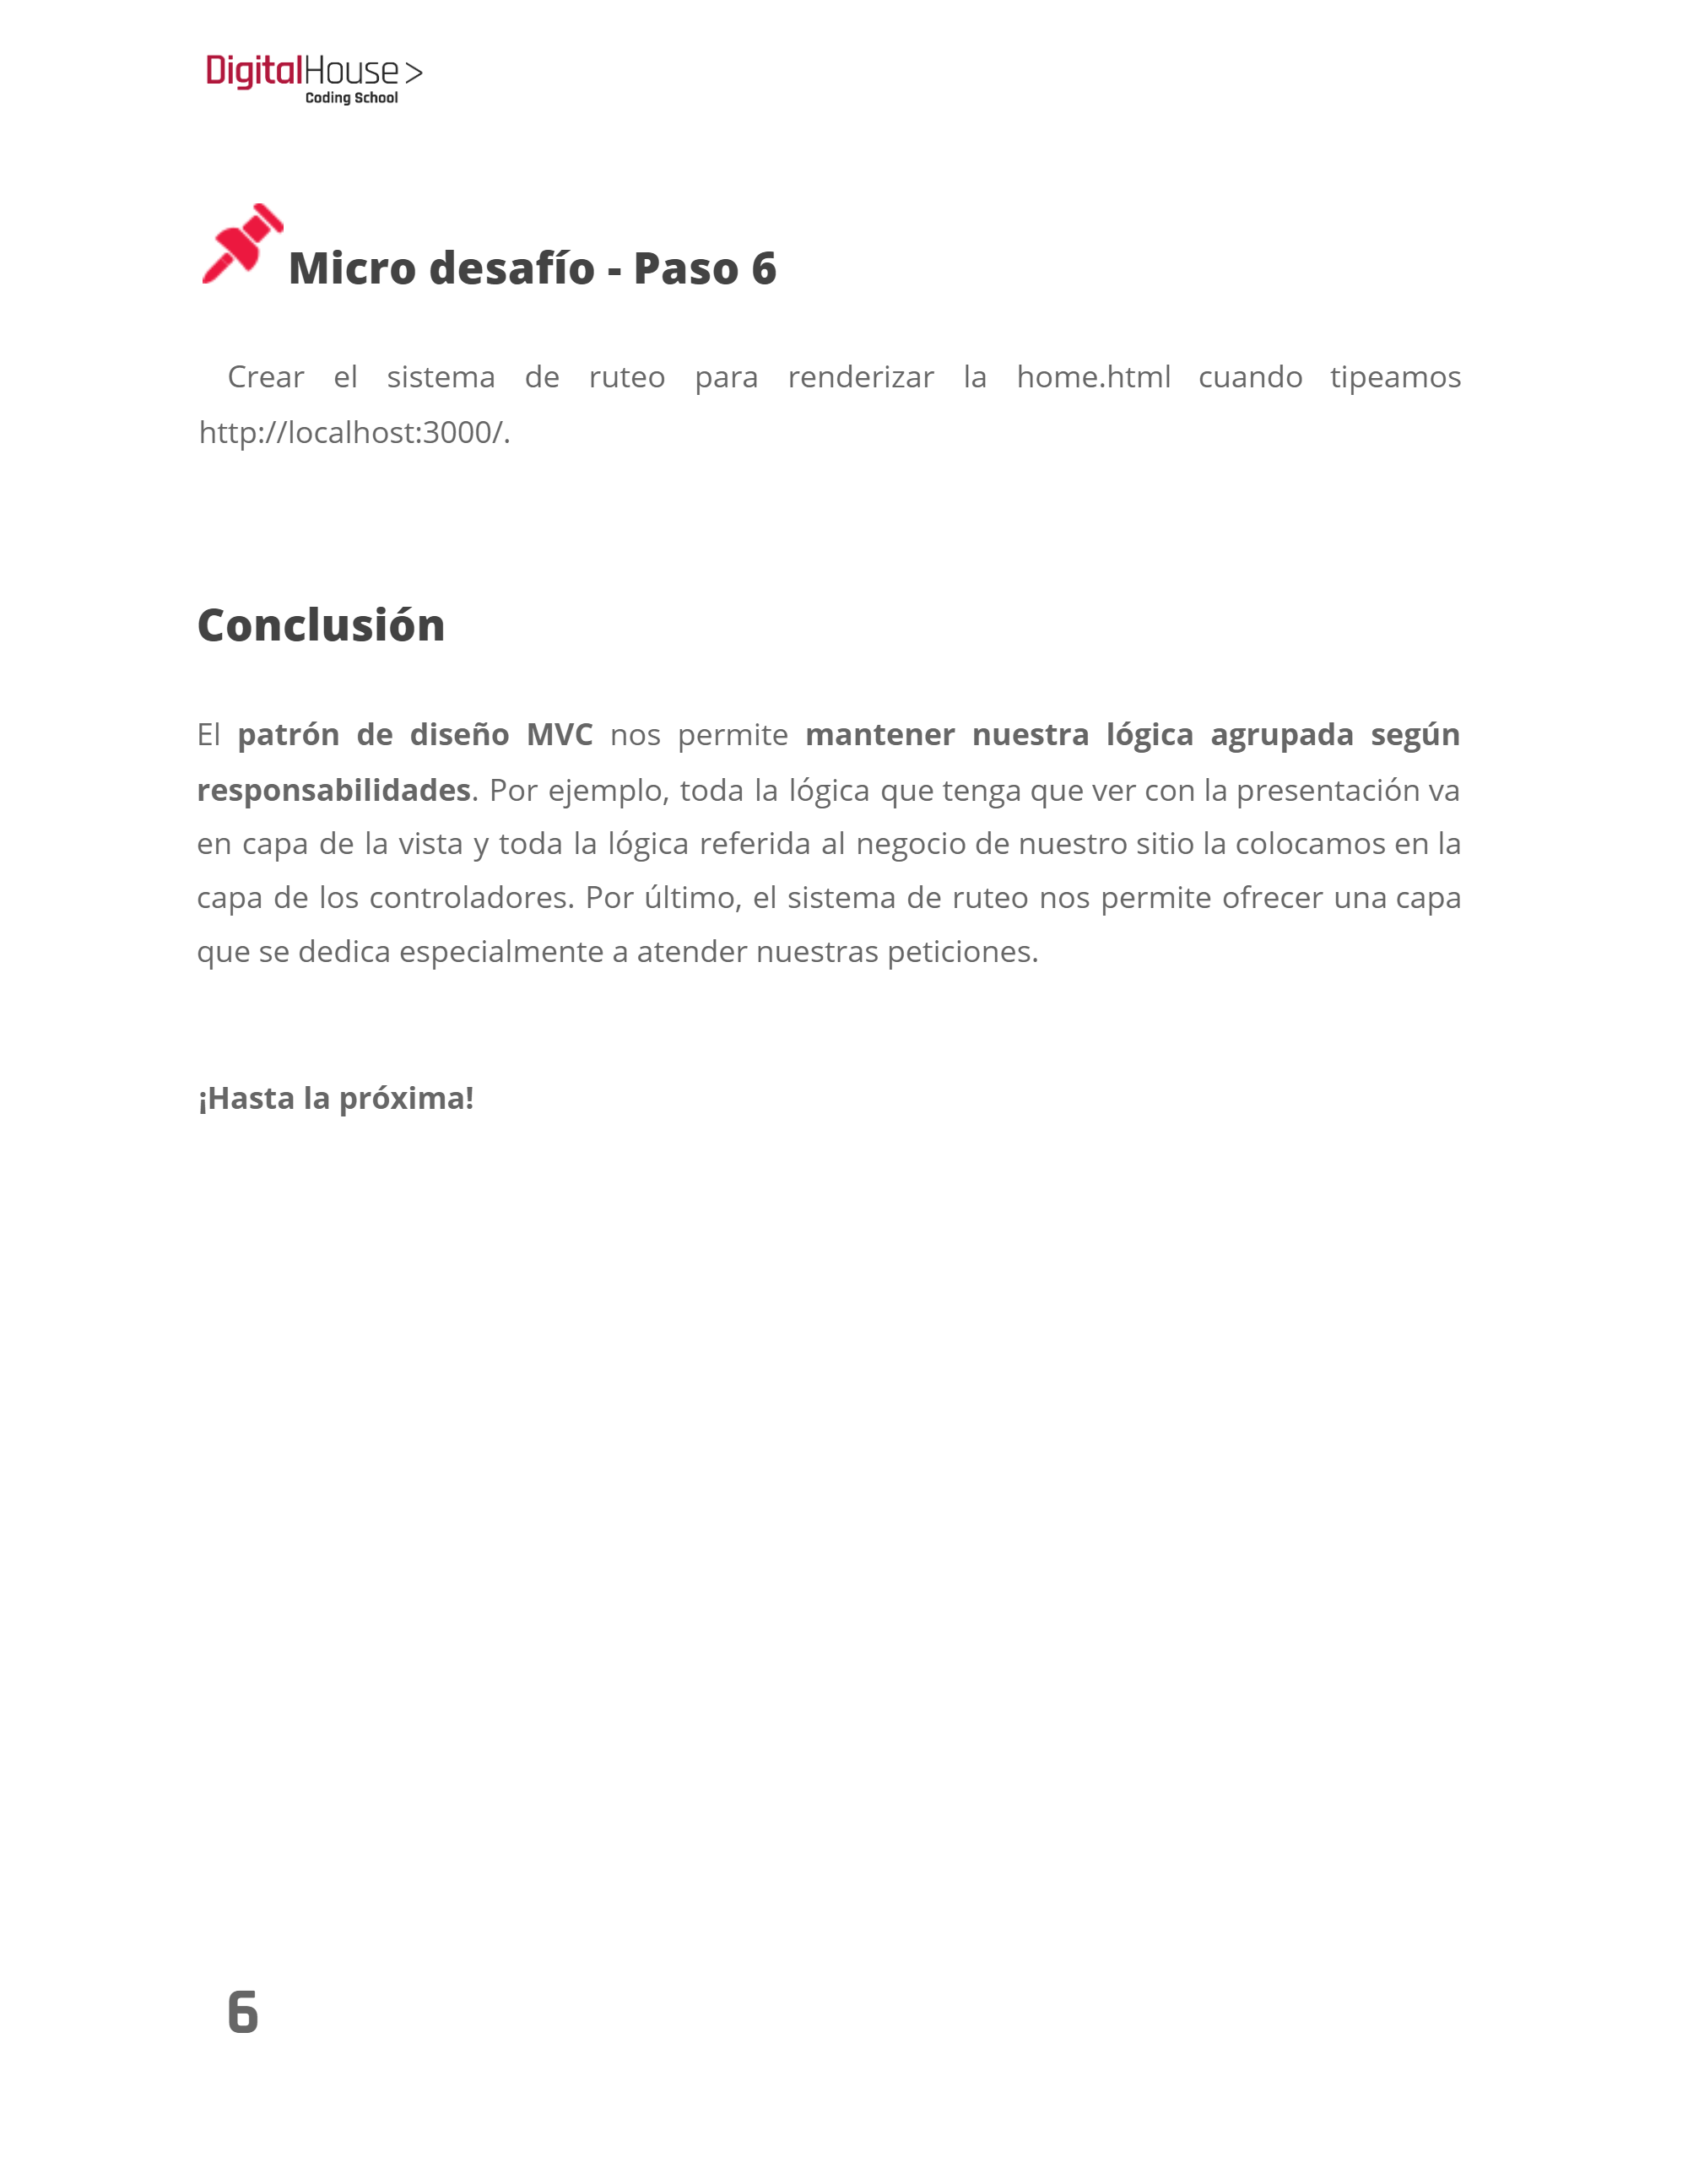 DigitalHouse >
Coding School
Micro desafío - Paso 6
Crear el sistema de ruteo para renderizar la home.html cuando tipeamos
http://localhost:3000/.
Conclusión
El patrón de diseño MVC nos permite mantener nuestra lógica agrupada según
responsabilidades. Por ejemplo, toda la lógica que tenga que ver con la presentación va
en capa de la vista y toda la lógica referida al negocio de nuestro sitio la colocamos en la
capa de los controladores. Por último, el sistema de ruteo nos permite ofrecer una capa
que se dedica especialmente a atender nuestras peticiones.
¡Hasta la próxima!
6